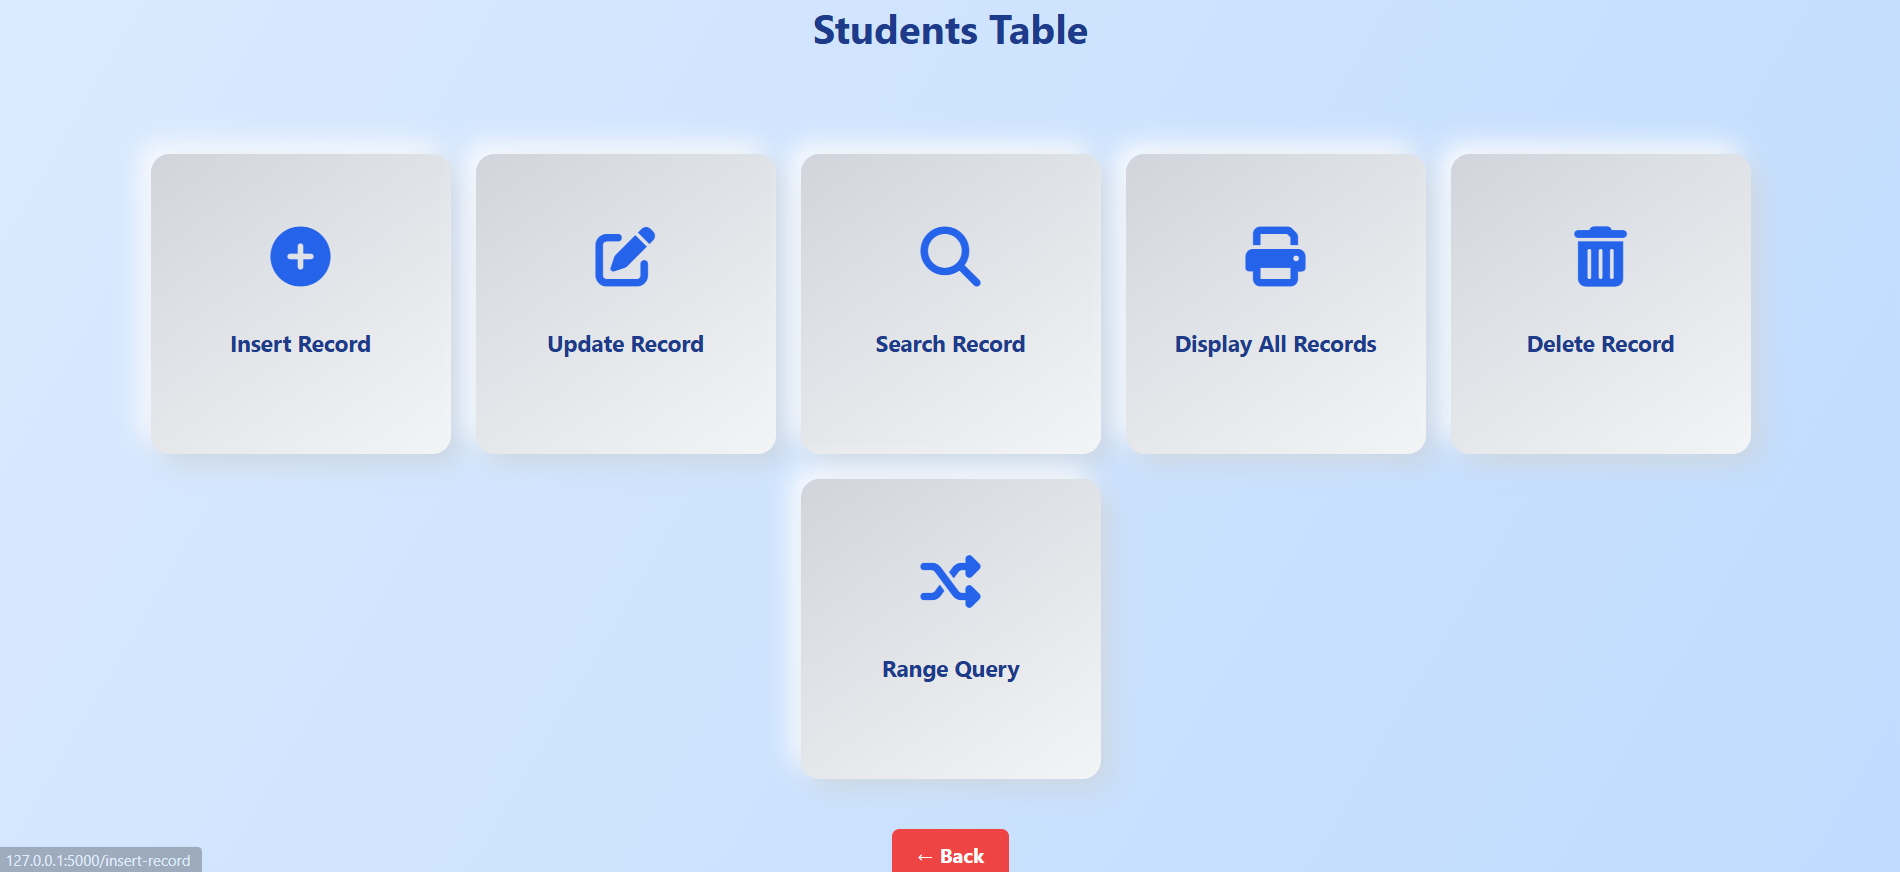 Students Table
Insert Record
Update Record
Search Record
Display All Records
Delete Record
Range Query
← Back
127.0.0.1:5000/insert-record